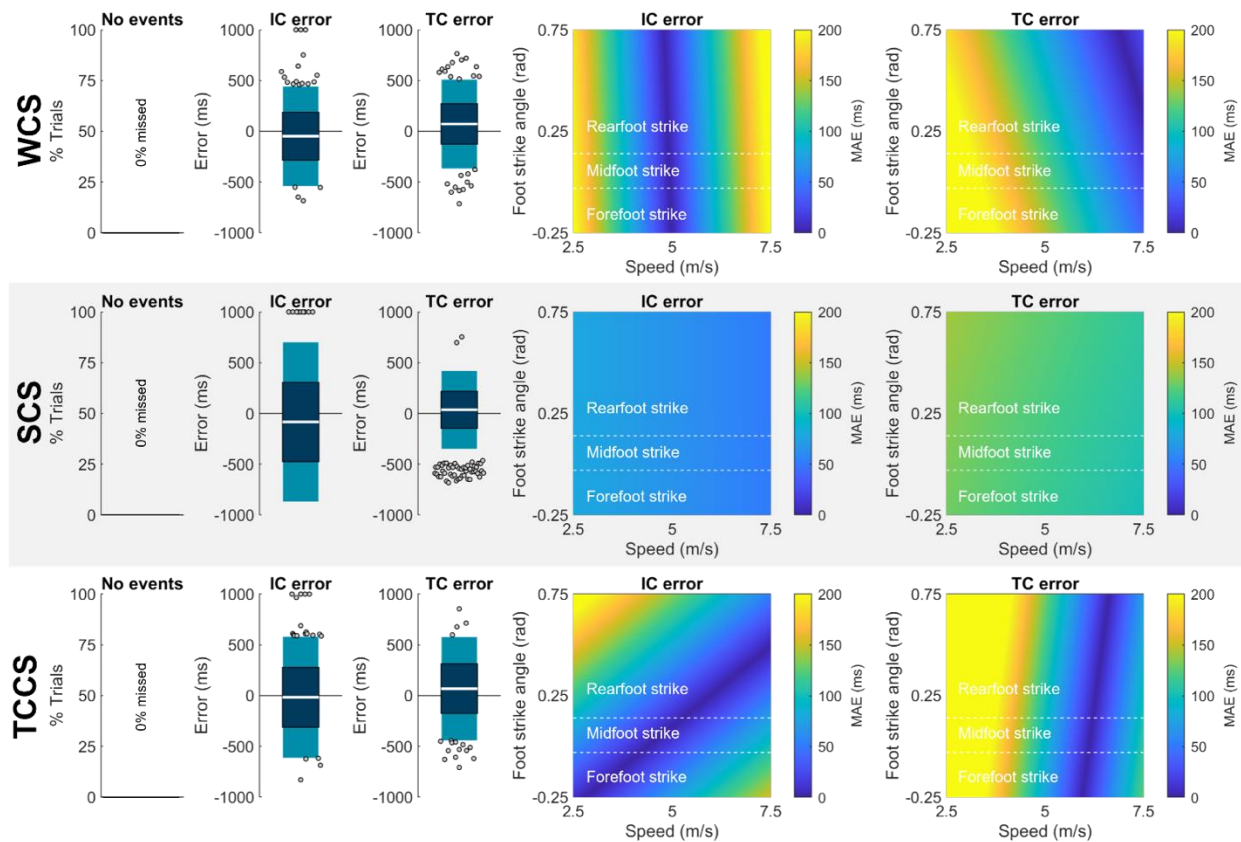 WCS
No events
% Trials
100
75
50
25
0
0% missed
IC error
Error (ms)
1000
500
0
-500
-1000
TC error
Error (ms)
1000
500
0
-500
-1000
IC error
Foot strike angle (rad)
0.75
0.25
-0.25
Rearfoot strike
Midfoot strike
Forefoot strike
2.5
5
7.5
Speed (m/s)
200
150
100
50
0
MAE (ms)
TC error
Foot strike angle (rad)
0.75
0.25
-0.25
Rearfoot strike
Midfoot strike
Forefoot strike
2.5
5
7.5
Speed (m/s)
200
150
100
50
0
MAE (ms)
SCS
No events
% Trials
100
75
50
25
0
0% missed
IC error
Error (ms)
1000
500
0
-500
-1000
TC error
Error (ms)
1000
500
0
-500
-1000
IC error
Foot strike angle (rad)
0.75
0.25
-0.25
Rearfoot strike
Midfoot strike
Forefoot strike
2.5
5
7.5
Speed (m/s)
200
150
100
50
0
MAE (ms)
TC error
Foot strike angle (rad)
0.75
0.25
-0.25
Rearfoot strike
Midfoot strike
Forefoot strike
2.5
5
7.5
Speed (m/s)
200
150
100
50
0
MAE (ms)
TCCS
No events
% Trials
100
75
50
25
0
0% missed
IC error
Error (ms)
1000
500
0
-500
-1000
TC error
Error (ms)
1000
500
0
-500
-1000
IC error
Foot strike angle (rad)
0.75
0.25
-0.25
Rearfoot strike
Midfoot strike
Forefoot strike
2.5
5
7.5
Speed (m/s)
200
150
100
50
0
MAE (ms)
TC error
Foot strike angle (rad)
0.75
0.25
-0.25
Rearfoot strike
Midfoot strike
Forefoot strike
2.5
5
7.5
Speed (m/s)
200
150
100
50
0
MAE (ms)